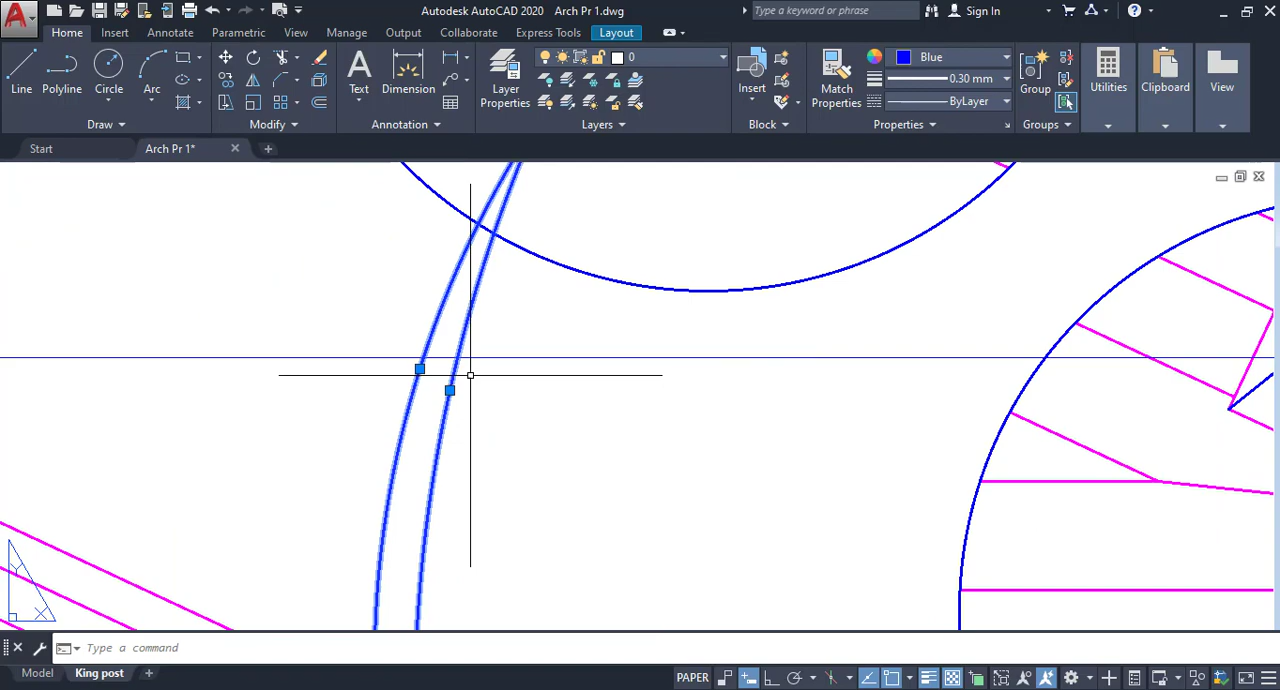 Autodesk AutoCAD 2020 Arch Pr 1.dwg
Type a keyword or phrase
Sign In
Home Insert Annotate Parametric View Manage Output Collaborate Express Tools Layout
Line Polyline Circle Arc
Draw
Modify
Text Dimension
Annotation
Layer Properties
0
Layers
Insert
Block
Match Properties
Blue
0.30 mm
ByLayer
Properties
Group
Groups
Utilities
Clipboard
View
Start
Arch Pr 1*
Y
X
Type a command
Model
King post
PAPER